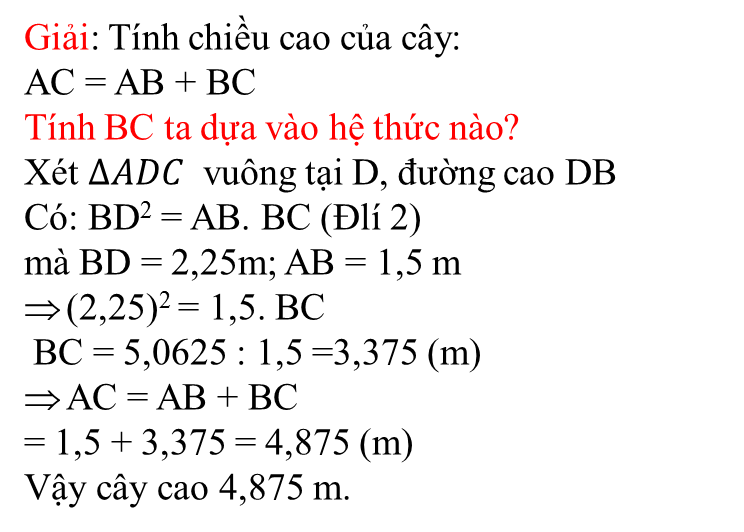 Giải: Tính chiều cao của cây:
AC = AB + BC
Tính BC ta dựa vào hệ thức nào?
Xét ΔADC vuông tại D, đường cao DB
Có: BD² = AB. BC (Đlí 2)
mà BD = 2,25m; AB = 1,5 m
⇒(2,25)² = 1,5. BC
BC = 5,0625 : 1,5 =3,375 (m)
⇒AC = AB + BC
= 1,5 + 3,375 = 4,875 (m)
Vậy cây cao 4,875 m.